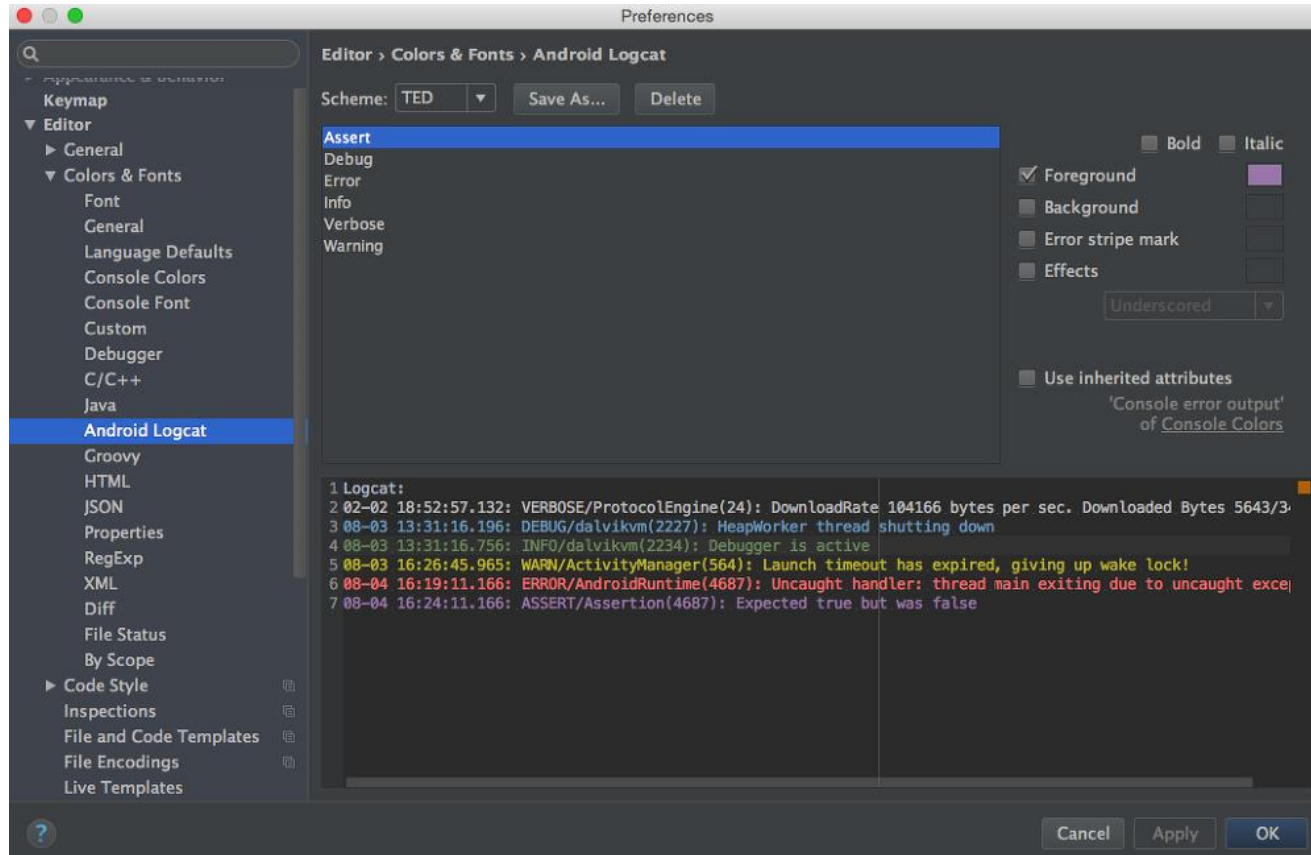 Preferences
Appearance & Behavior
Keymap
Editor
General
Colors & Fonts
Font
General
Language Defaults
Console Colors
Console Font
Custom
Debugger
C/C++
Java
Android Logcat
Groovy
HTML
JSON
Properties
RegExp
XML
Diff
File Status
By Scope
Code Style
Inspections
File and Code Templates
File Encodings
Live Templates
Editor › Colors & Fonts › Android Logcat
Scheme: TED Save As... Delete
Assert
Debug
Error
Info
Verbose
Warning
Bold Italic
Foreground
Background
Error stripe mark
Effects
Underscored
Use inherited attributes
'Console error output'
of Console Colors
1 Logcat:
2 02-02 18:52:57.132: VERBOSE/ProtocolEngine(24): DownloadRate 104166 bytes per sec. Downloaded Bytes 5643/34
3 08-03 13:31:16.196: DEBUG/dalvikvm(2227): HeapWorker thread shutting down
4 08-03 13:31:16.756: INFO/dalvikvm(2234): Debugger is active
5 08-03 16:26:45.965: WARN/ActivityManager(564): Launch timeout has expired, giving up wake lock!
6 08-04 16:19:11.166: ERROR/AndroidRuntime(4687): Uncaught handler: thread main exiting due to uncaught excep
7 08-04 16:24:11.166: ASSERT/Assertion(4687): Expected true but was false
?
Cancel Apply OK